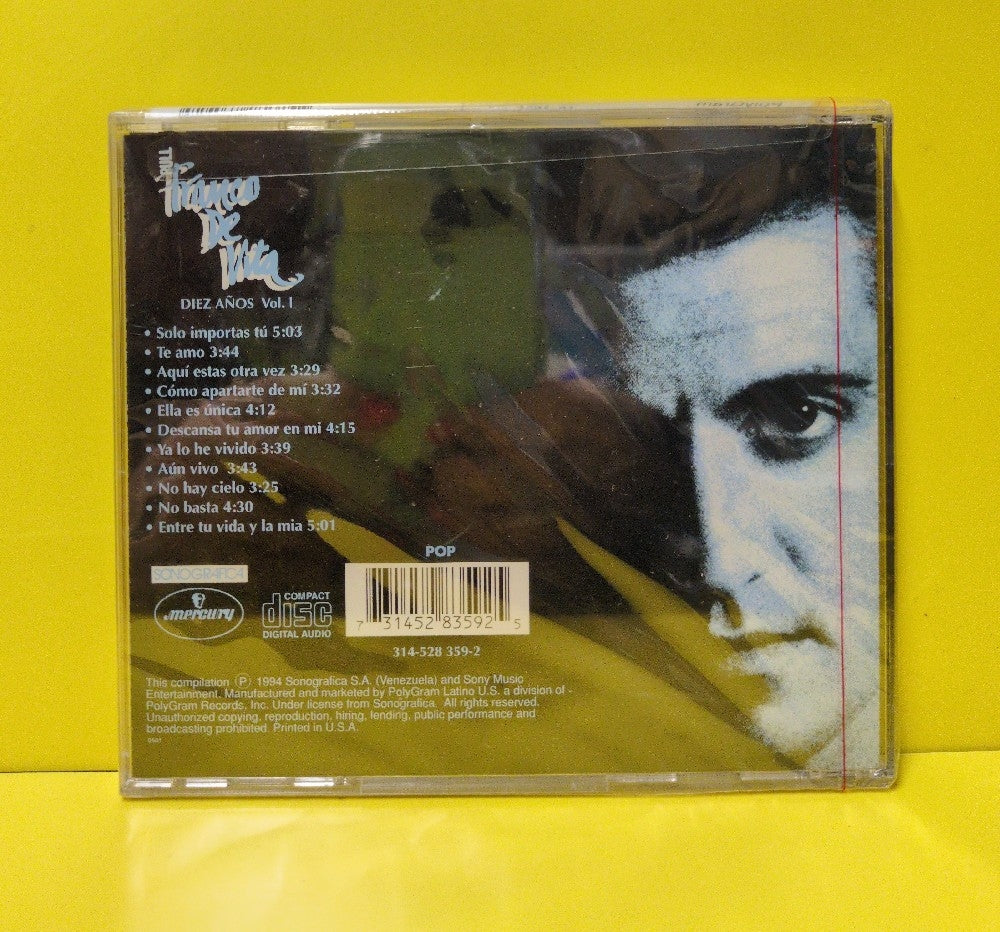 Franco
De
Vita
DIEZ AÑOS Vol. I
• Solo importas tú 5:03
• Te amo 3:44
• Aquí estas otra vez 3:29
• Cómo apartarte de mí 3:32
• Ella es única 4:12
• Descansa tu amor en mi 4:15
• Ya lo he vivido 3:39
• Aún vivo 3:43
• No hay cielo 3:25
• No basta 4:30
• Entre tu vida y la mia 5:01
POP
SONOGRAFICA
mercury
COMPACT
disc
DIGITAL AUDIO
7 31452 83592 5
314-528 359-2
This compilation (P) 1994 Sonografica S.A. (Venezuela) and Sony Music
Entertainment. Manufactured and marketed by PolyGram Latino U.S. a division of
PolyGram Records, Inc. Under license from Sonografica. All rights reserved.
Unauthorized copying, reproduction, hiring, lending, public performance and
broadcasting prohibited. Printed in U.S.A.